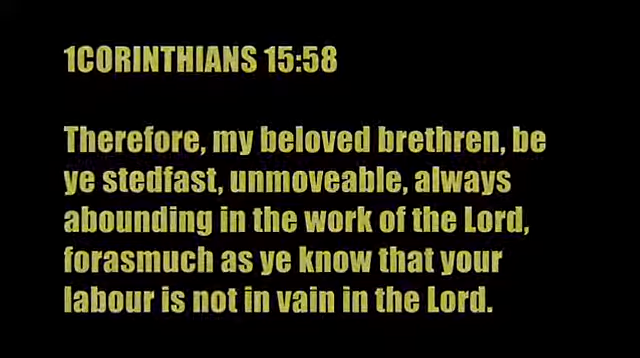 1CORINTHIANS 15:58
Therefore, my beloved brethren, be
ye stedfast, unmoveable, always
abounding in the work of the Lord,
forasmuch as ye know that your
labour is not in vain in the Lord.